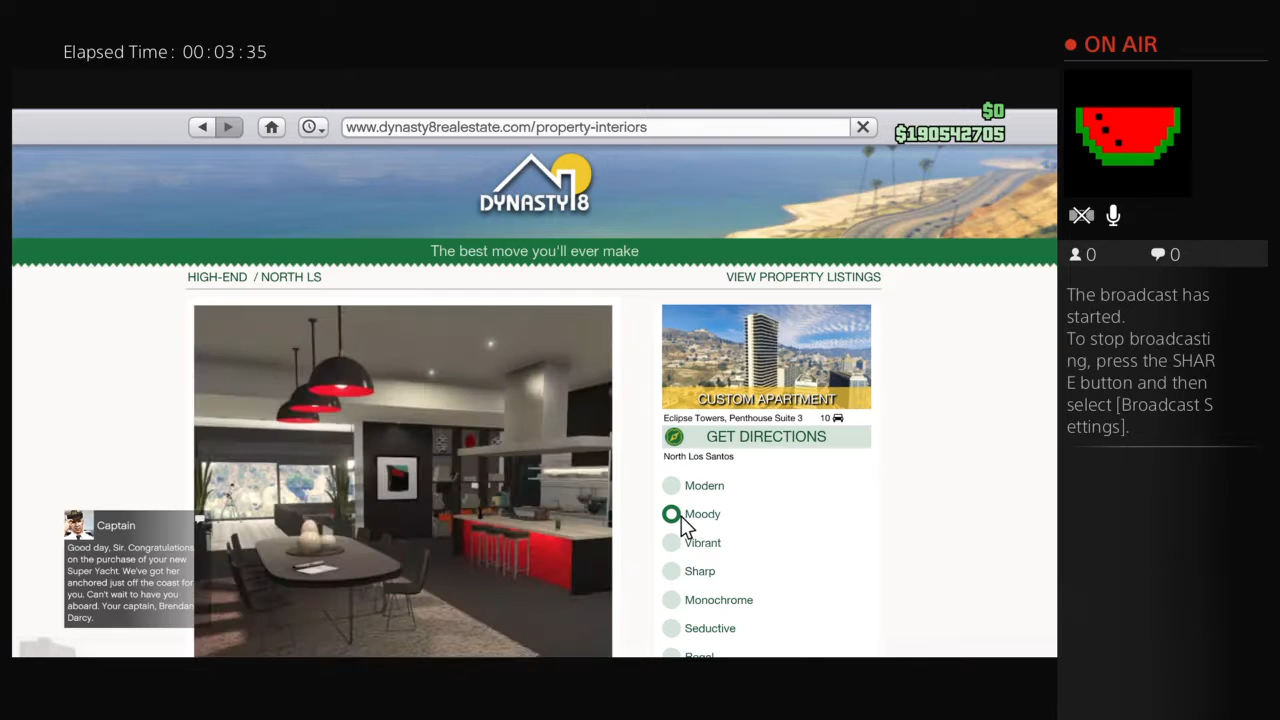 Elapsed Time: 00:03:35
ON AIR
$0
$190542705
www.dynasty8realestate.com/property-interiors
DYNASTY8
The best move you'll ever make
HIGH-END / NORTH LS
VIEW PROPERTY LISTINGS
CUSTOM APARTMENT
Eclipse Towers, Penthouse Suite 3 10
GET DIRECTIONS
North Los Santos
Modern
Moody
Vibrant
Sharp
Monochrome
Seductive
Regal
Captain
Good day, Sir. Congratulations
on the purchase of your new
Super Yacht. We've got her
anchored just off the coast for
you. Can't wait to have you
aboard. Your captain, Brendan
Darcy.
0 0
The broadcast has
started.
To stop broadcasti
ng, press the SHAR
E button and then
select [Broadcast S
ettings].